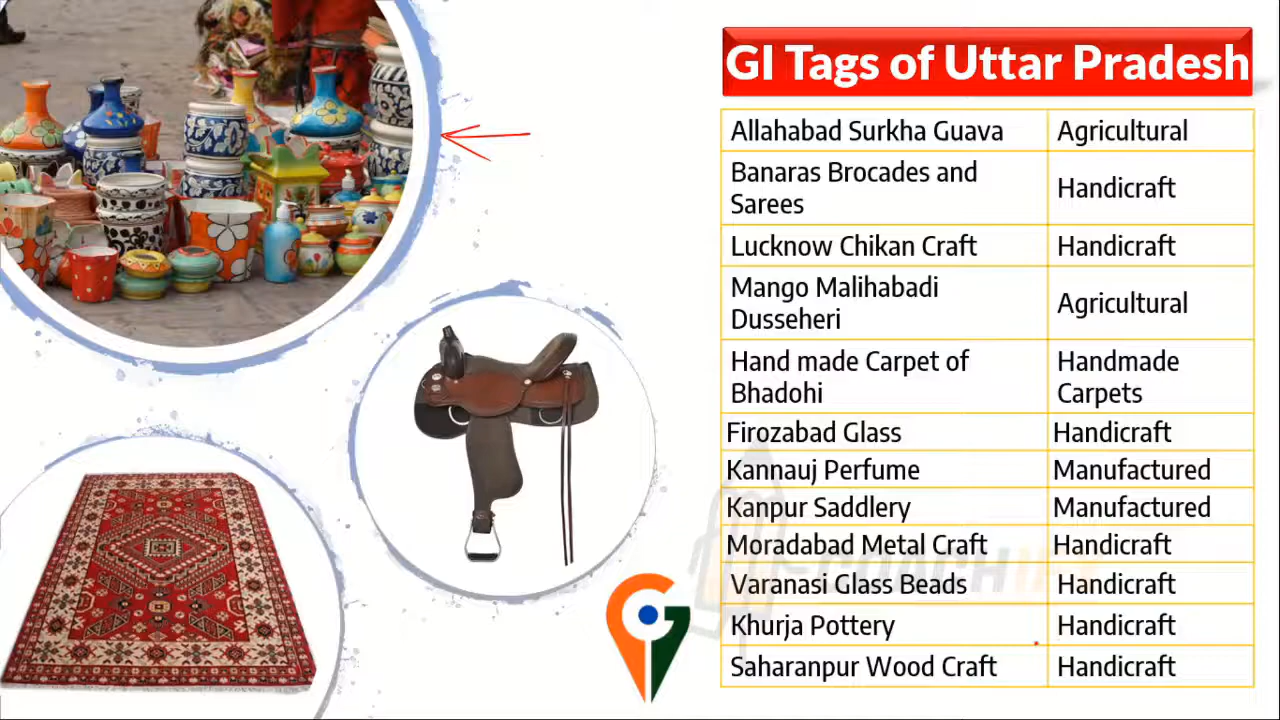 GI Tags of Uttar Pradesh
Allahabad Surkha Guava Agricultural
Banaras Brocades and
Sarees Handicraft
Lucknow Chikan Craft Handicraft
Mango Malihabadi
Dusseheri Agricultural
Hand made Carpet of Handmade
Bhadohi Carpets
Firozabad Glass Handicraft
Kannauj Perfume Manufactured
Kanpur Saddlery Manufactured
Moradabad Metal Craft Handicraft
Varanasi Glass Beads Handicraft
Khurja Pottery Handicraft
Saharanpur Wood Craft Handicraft